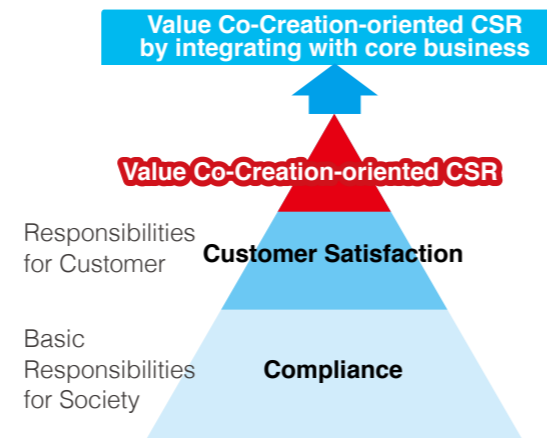 Value Co-Creation-oriented CSR
by integrating with core business
Value Co-Creation-oriented CSR
Responsibilities
for Customer
Customer Satisfaction
Basic
Responsibilities
for Society
Compliance